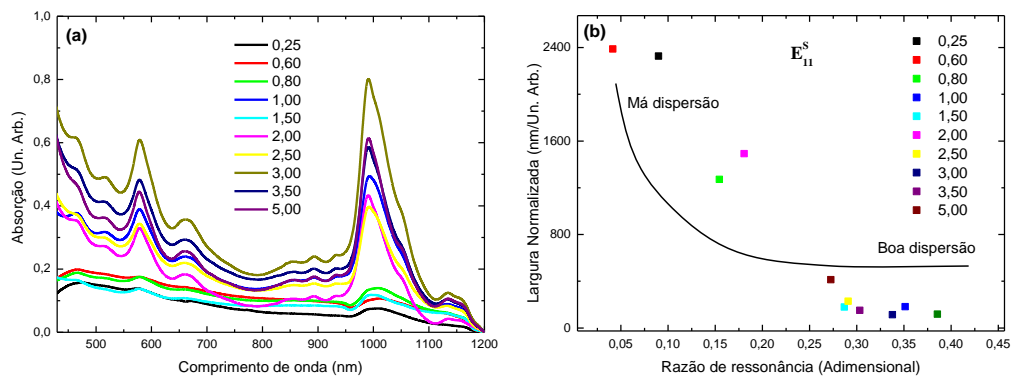 (a)
0,25
0,60
0,80
1,00
1,50
2,00
2,50
3,00
3,50
5,00
1,0
0,8
0,6
0,4
0,2
0,0
Absorção (Un. Arb.)
500 600 700 800 900 1000 1100 1200
Comprimento de onda (nm)
(b)
E S 11
0,25
0,60
0,80
1,00
1,50
2,00
2,50
3,00
3,50
5,00
Má dispersão
Boa dispersão
2400
1600
800
0
Largura Normalizada (nm/Un. Arb.)
0,05 0,10 0,15 0,20 0,25 0,30 0,35 0,40 0,45
Razão de ressonância (Adimensional)